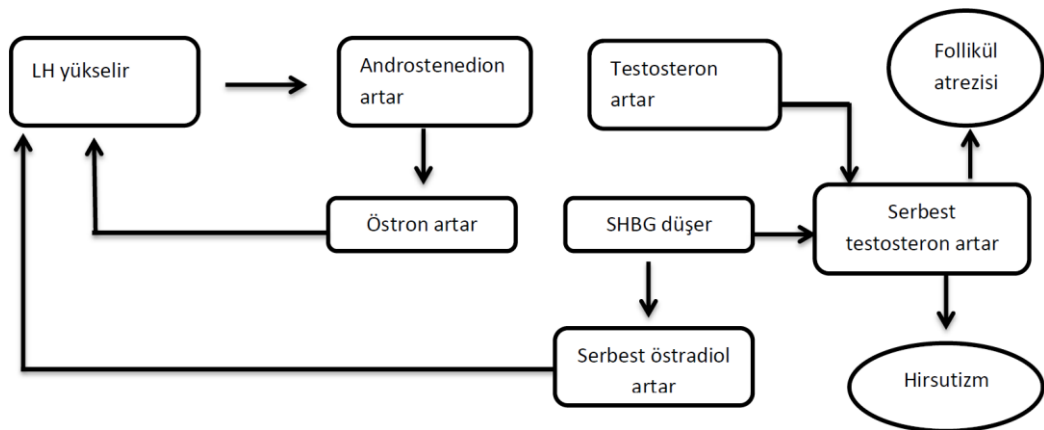 LH yükselir
Androstenedion
artar
Testosteron
artar
Follikül
atrezisi
Östron artar
SHBG düşer
Serbest
testosteron artar
Serbest östradiol
artar
Hirsutizm